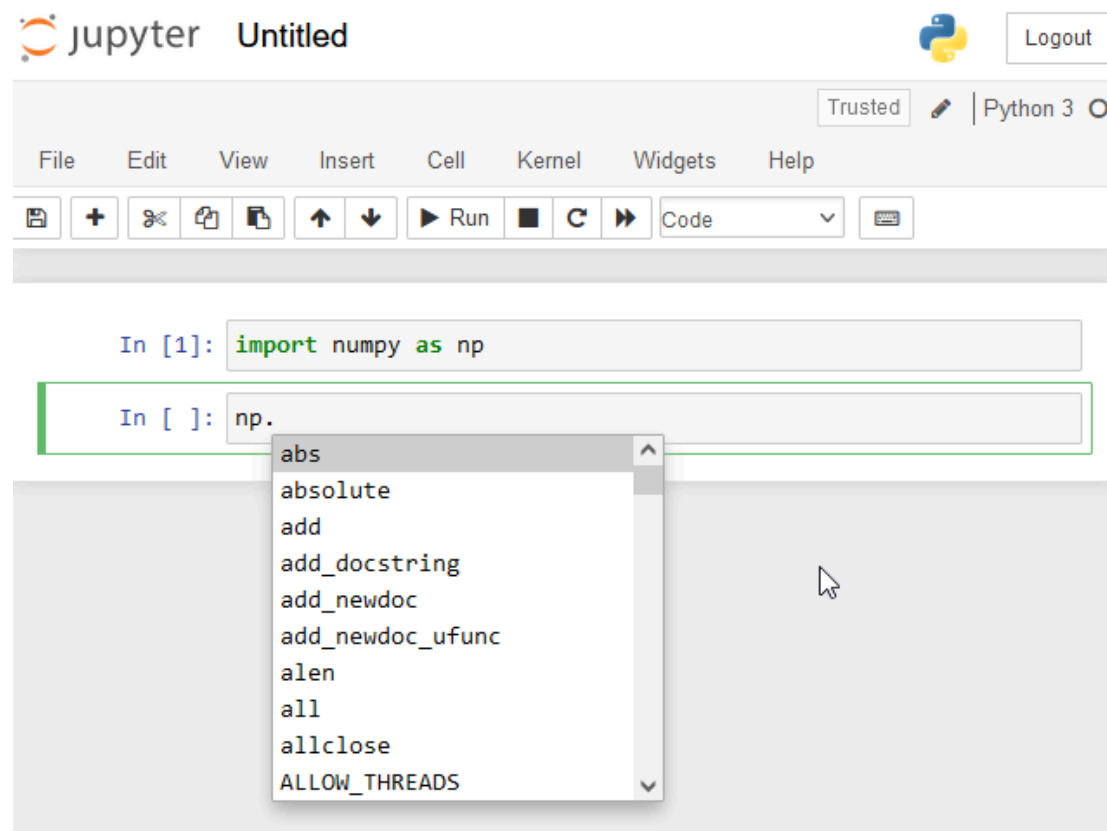 jupyter Untitled Logout
Trusted Python 3
File Edit View Insert Cell Kernel Widgets Help
Run Code
In [1]: import numpy as np
In [ ]: np.
abs
absolute
add
add_docstring
add_newdoc
add_newdoc_ufunc
alen
all
allclose
ALLOW_THREADS